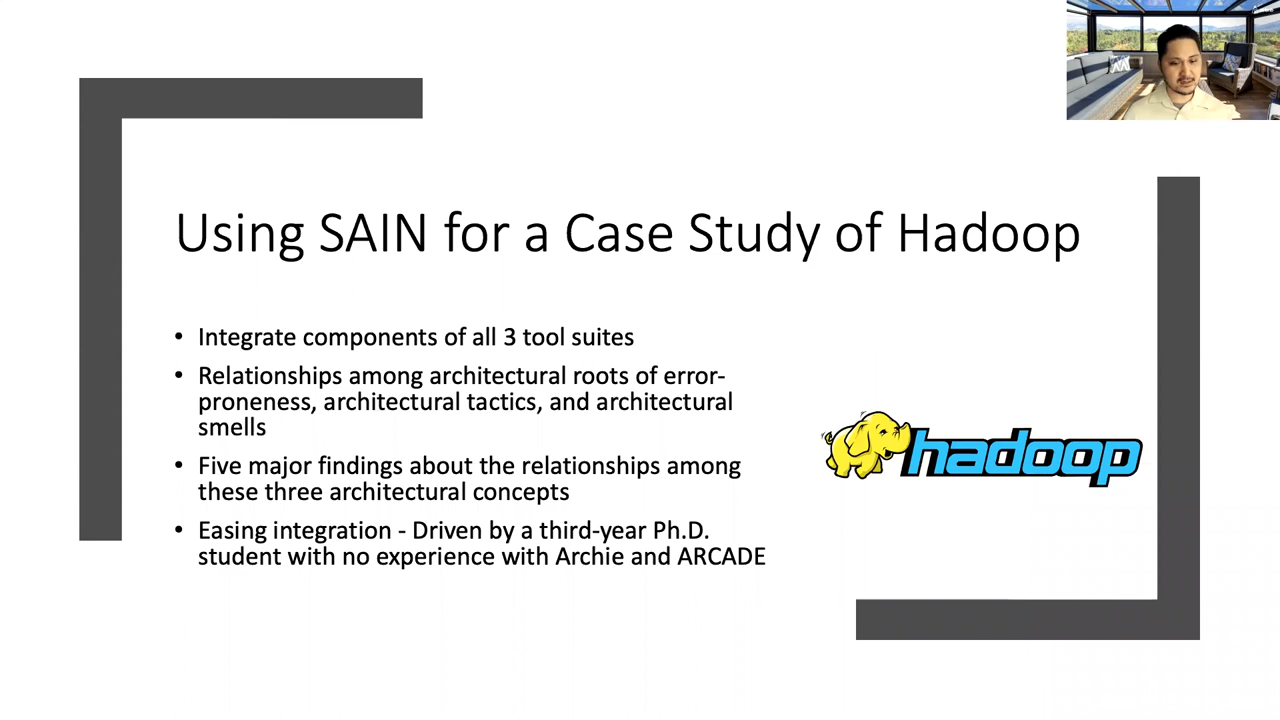 Using SAIN for a Case Study of Hadoop
• Integrate components of all 3 tool suites
• Relationships among architectural roots of error-
proneness, architectural tactics, and architectural
smells
• Five major findings about the relationships among
these three architectural concepts
• Easing integration - Driven by a third-year Ph.D.
student with no experience with Archie and ARCADE
hadoop